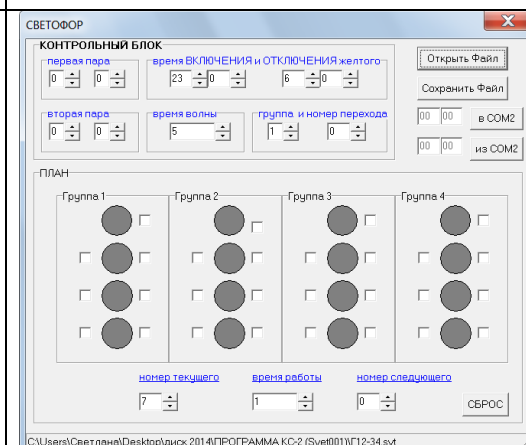 СВЕТОФОР
КОНТРОЛЬНЫЙ БЛОК
первая пара
0 0
время ВКЛЮЧЕНИЯ и ОТКЛЮЧЕНИЯ желтого
23 0 6 0
Открыть Файл
Сохранить Файл
вторая пара
0 0
время волны
5
группа и номер перехода
1 0
00 00 в COM2
00 00 из COM2
ПЛАН
Группа 1 Группа 2 Группа 3 Группа 4
номер текущего время работы номер следующего
7 1 0 СБРОС
C:\Users\Светлана\Desktop\диск 2014\ПРОГРАММА КС-2 (Svet001)\Г12-34.svt